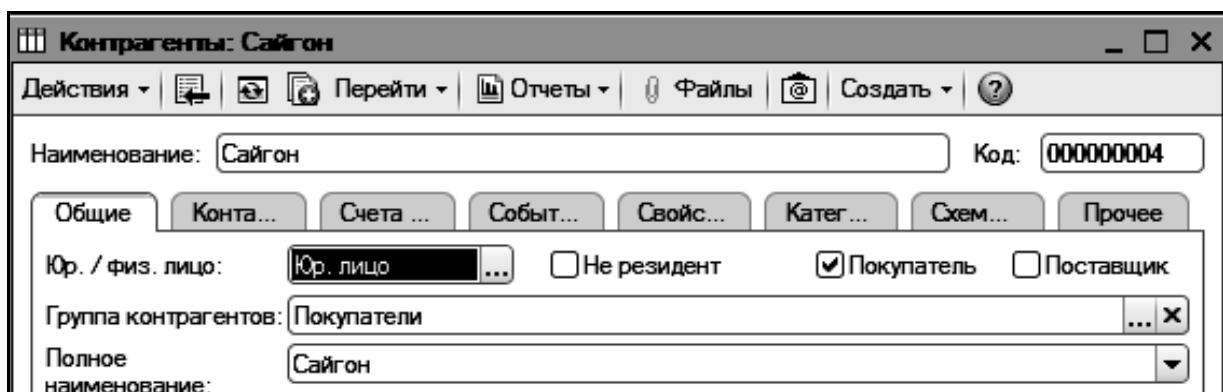 Контрагенты: Сайгон
Действия Перейти Отчеты Файлы Создать
Наименование: Сайгон Код: 000000004
Общие Конта... Счета ... Событ... Свойс... Катег... Схем... Прочее
Юр. / физ. лицо: Юр. лицо ... Не резидент Покупатель Поставщик
Группа контрагентов: Покупатели ... ×
Полное Сайгон
наименование: